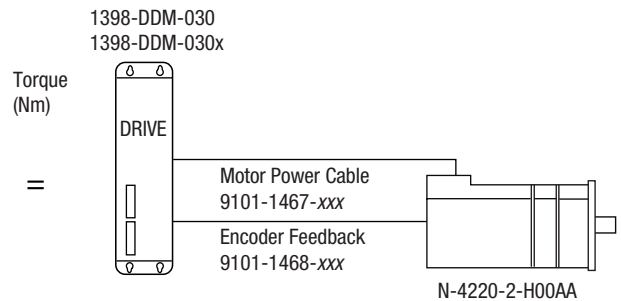 1398-DDM-030
1398-DDM-030x
Torque
(Nm)
DRIVE
=
Motor Power Cable
9101-1467-xxx
Encoder Feedback
9101-1468-xxx
N-4220-2-H00AA